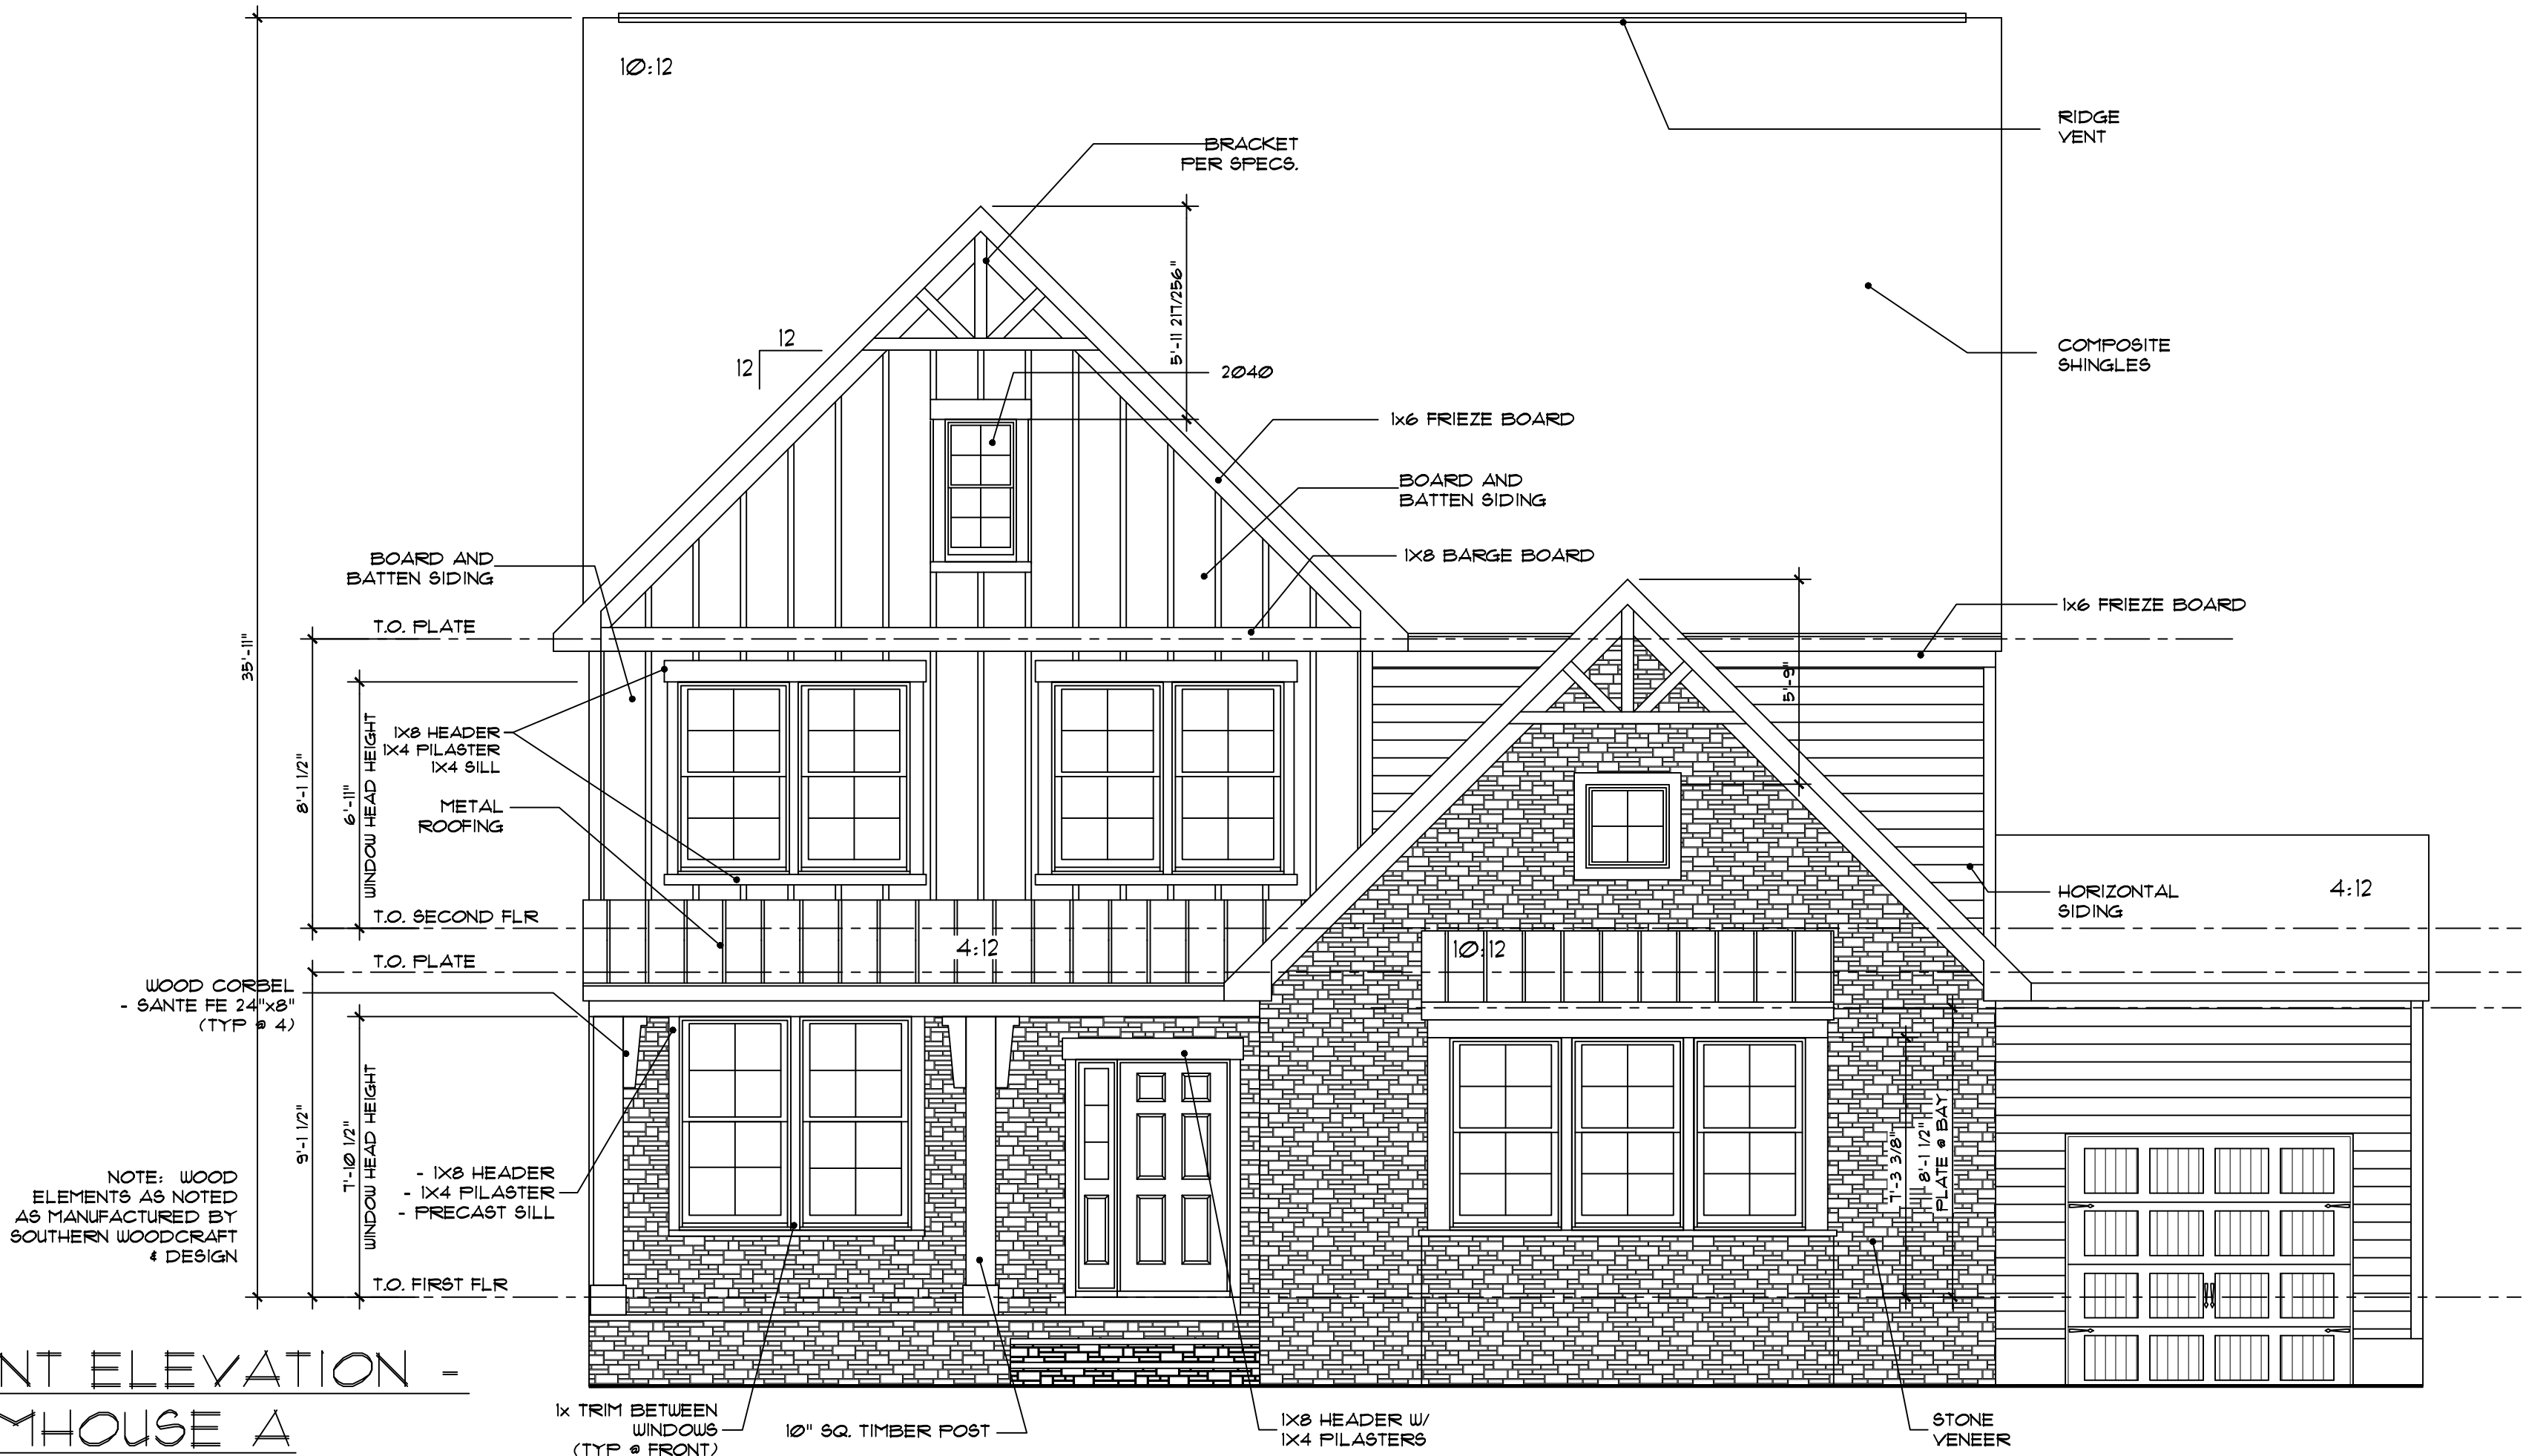 10:12
RIDGE
VENT
BRACKET
PER SPECS.
5'-11 217/256"
12
12
2040
COMPOSITE
SHINGLES
1x6 FRIEZE BOARD
BOARD AND
BATTEN SIDING
1X8 BARGE BOARD
BOARD AND
BATTEN SIDING
1x6 FRIEZE BOARD
T.O. PLATE
35'-11"
5'-9"
8'-1 1/2"
6'-11"
WINDOW HEAD HEIGHT
1X8 HEADER
1X4 PILASTER
1X4 SILL
METAL
ROOFING
HORIZONTAL
SIDING
4:12
T.O. SECOND FLR
4:12
10:12
T.O. PLATE
WOOD CORBEL
- SANTE FE 24"x8"
(TYP @ 4)
9'-1 1/2"
7'-10 1/2"
WINDOW HEAD HEIGHT
7'-3 3/8"
8'-1 1/2"
PLATE @ BAY
- 1X8 HEADER
- 1X4 PILASTER
- PRECAST SILL
NOTE: WOOD
ELEMENTS AS NOTED
AS MANUFACTURED BY
SOUTHERN WOODCRAFT
& DESIGN
T.O. FIRST FLR
NT ELEVATION -
MHOUSE A
1x TRIM BETWEEN
WINDOWS
(TYP @ FRONT)
10" SQ. TIMBER POST
1X8 HEADER W/
1X4 PILASTERS
STONE
VENEER